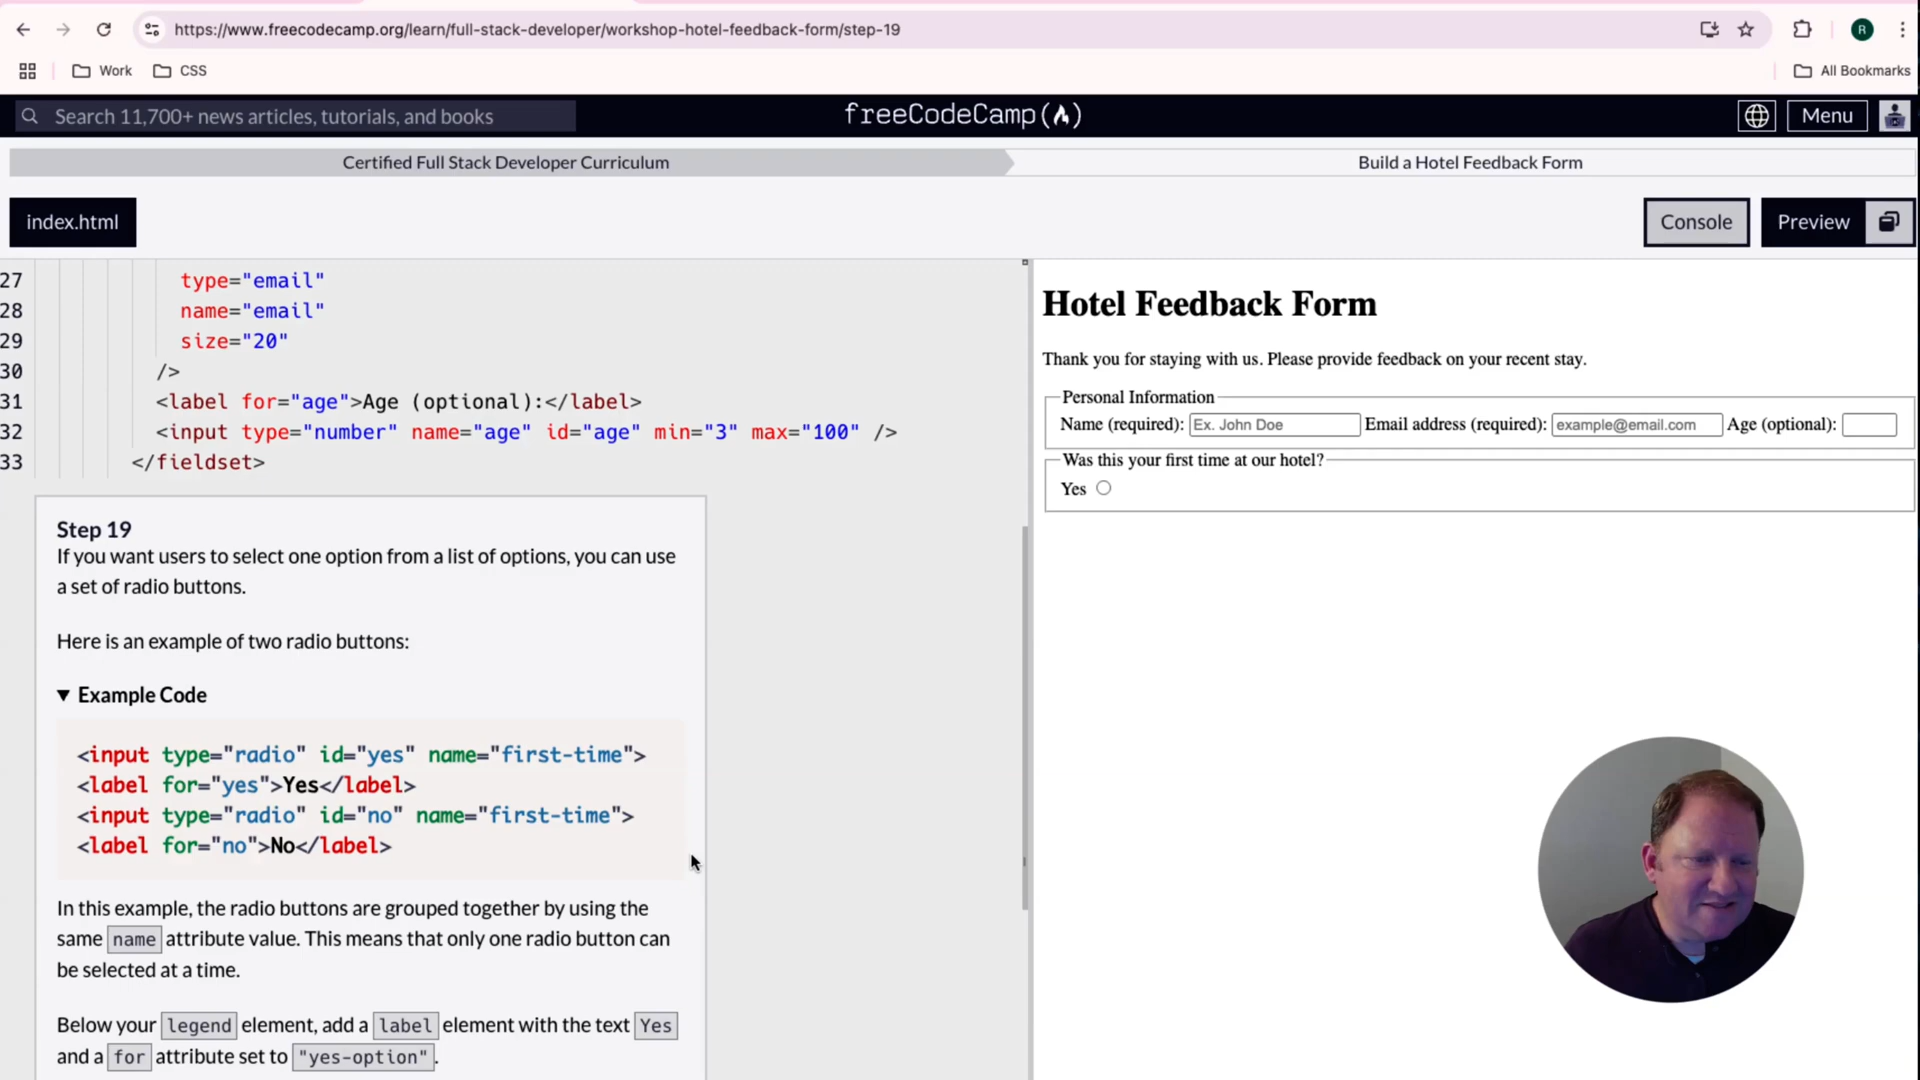 https://www.freecodecamp.org/learn/full-stack-developer/workshop-hotel-feedback-form/step-19
R
Work
CSS
All Bookmarks
Search 11,700+ news articles, tutorials, and books
freeCodeCamp
Menu
Certified Full Stack Developer Curriculum
Build a Hotel Feedback Form
index.html
Console
Preview
27 type="email"
28 name="email"
29 size="20"
30 />
31 <label for="age">Age (optional):</label>
32 <input type="number" name="age" id="age" min="3" max="100" />
33 </fieldset>
Step 19
If you want users to select one option from a list of options, you can use
a set of radio buttons.
Here is an example of two radio buttons:
Example Code
<input type="radio" id="yes" name="first-time">
<label for="yes">Yes</label>
<input type="radio" id="no" name="first-time">
<label for="no">No</label>
In this example, the radio buttons are grouped together by using the
same name attribute value. This means that only one radio button can
be selected at a time.
Below your legend element, add a label element with the text Yes
and a for attribute set to "yes-option".
Hotel Feedback Form
Thank you for staying with us. Please provide feedback on your recent stay.
Personal Information
Name (required): Ex. John Doe Email address (required): example@email.com Age (optional):
Was this your first time at our hotel?
Yes